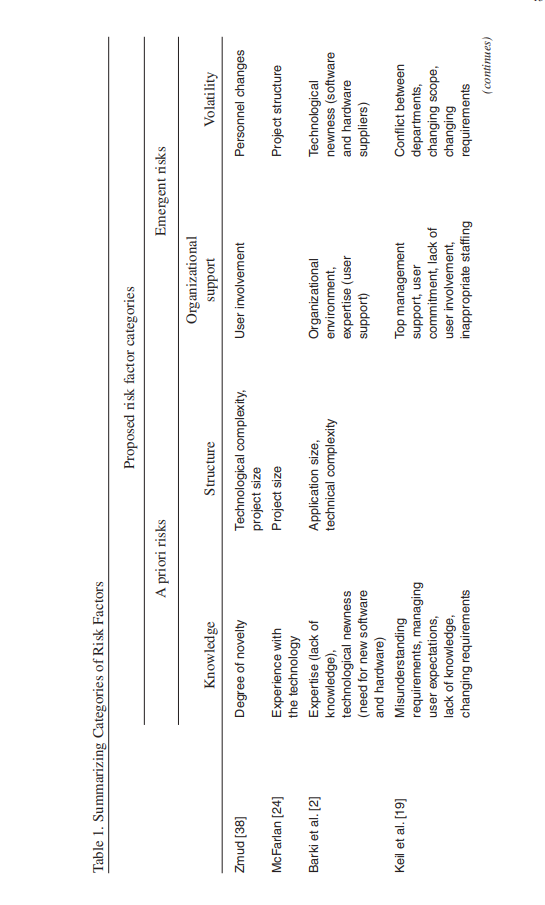 Table 1. Summarizing Categories of Risk Factors
Proposed risk factor categories
A priori risks
Emergent risks
Knowledge
Structure
Organizational
support
Volatility
Zmud [38]
Degree of novelty
Technological complexity,
project size
User involvement
Personnel changes
McFarlan [24]
Experience with
the technology
Project size
Project structure
Barki et al. [2]
Expertise (lack of
knowledge),
technological newness
(need for new software
and hardware)
Application size,
technical complexity
Organizational
environment,
expertise (user
support)
Technological
newness (software
and hardware
suppliers)
Keil et al. [19]
Misunderstanding
requirements, managing
user expectations,
lack of knowledge,
changing requirements
Top management
support, user
commitment, lack of
user involvement,
inappropriate staffing
Conflict between
departments,
changing scope,
changing
requirements
(continues)